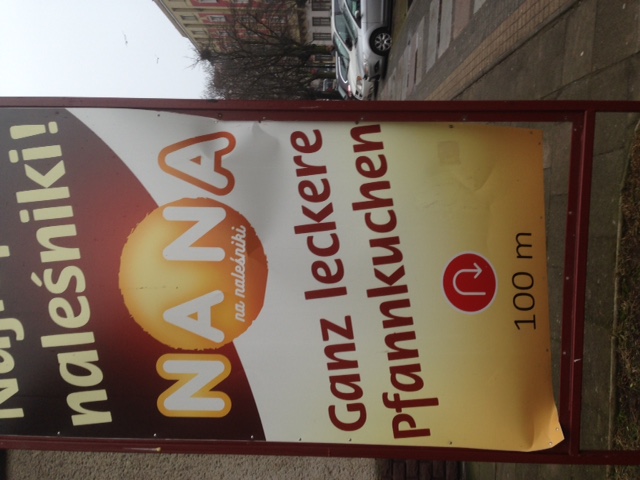 naleśniki!
NANA
na naleśniki
Ganz leckere
Pfannkuchen
100 m